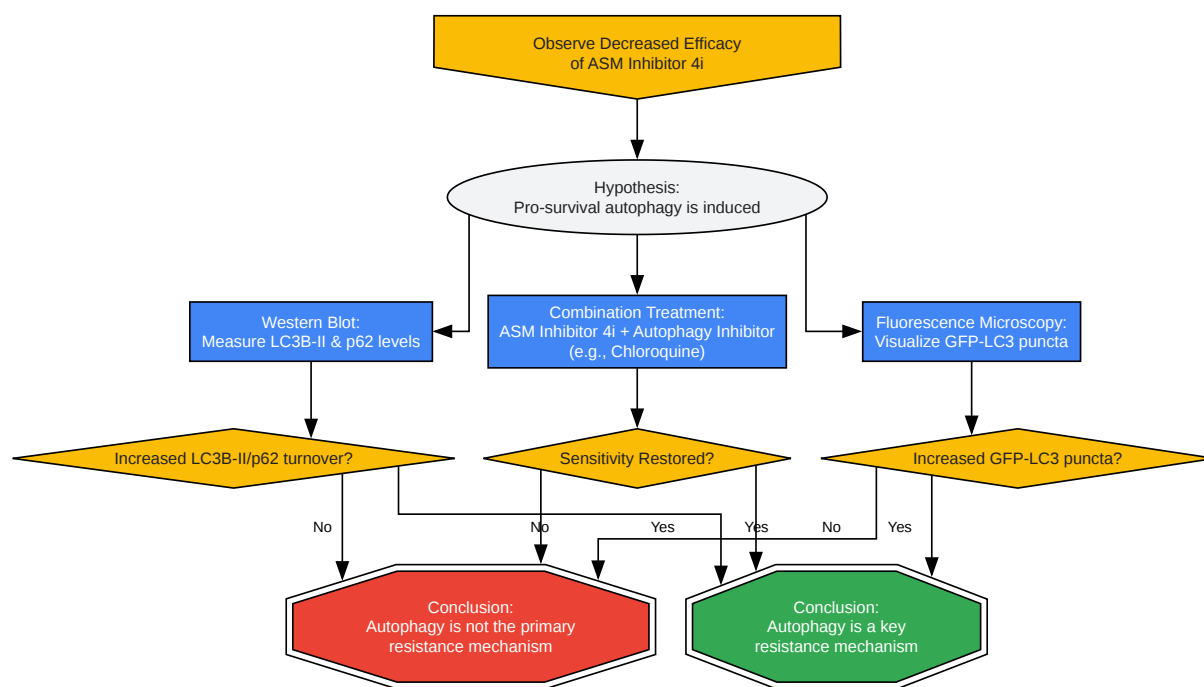 Observe Decreased Efficacy
of ASM Inhibitor 4i
Hypothesis:
Pro-survival autophagy is induced
Western Blot:
Measure LC3B-II & p62 levels
Combination Treatment:
ASM Inhibitor 4i + Autophagy Inhibitor
(e.g., Chloroquine)
Fluorescence Microscopy:
Visualize GFP-LC3 puncta
Increased LC3B-II/p62 turnover?
Sensitivity Restored?
Increased GFP-LC3 puncta?
No
No
Yes
Yes
No
Yes
Conclusion:
Autophagy is not the primary
resistance mechanism
Conclusion:
Autophagy is a key
resistance mechanism